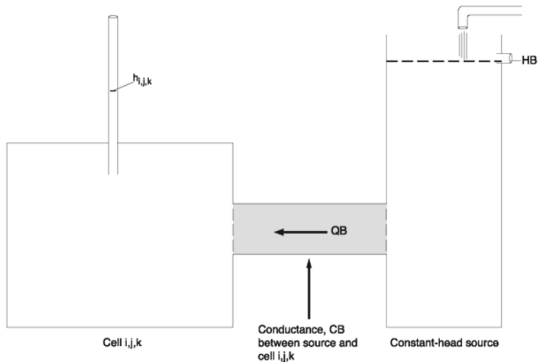 h i,j,k
HB
QB
Cell i,j,k
Conductance, CB
between source and
cell i,j,k
Constant-head source